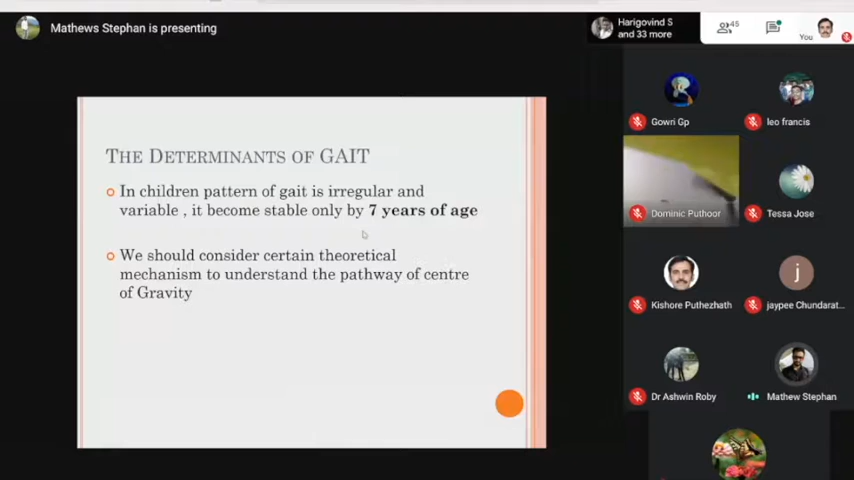 Mathews Stephan is presenting
Harigovind S
and 33 more
45
You
THE DETERMINANTS OF GAIT
In children pattern of gait is irregular and
variable , it become stable only by 7 years of age
We should consider certain theoretical
mechanism to understand the pathway of centre
of Gravity
Gowri Gp
leo francis
Dominic Puthoor
Tessa Jose
j
Kishore Puthezhath
jaypee Chundarat...
Dr Ashwin Roby
Mathew Stephan